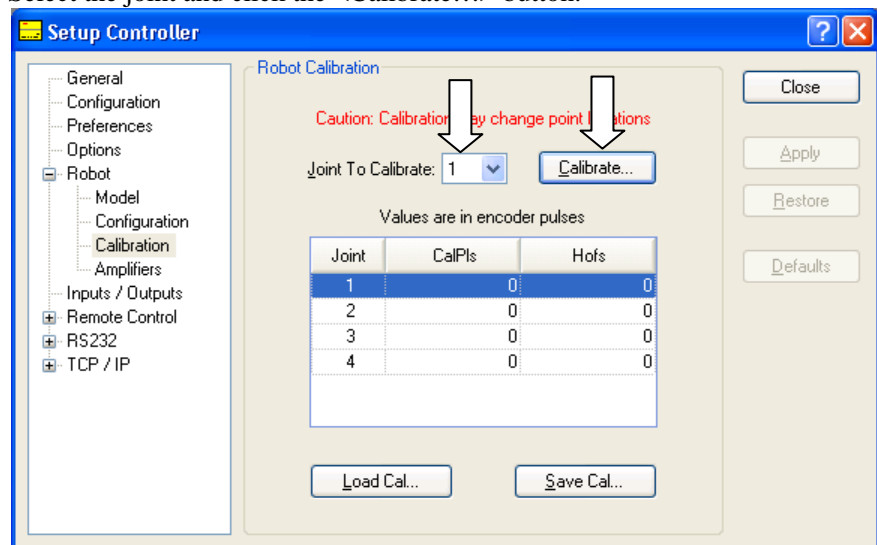 Select the joint and click the <Calibrate...> button.
Setup Controller
General
Configuration
Preferences
Options
Robot
Model
Configuration
Calibration
Amplifiers
Inputs / Outputs
Remote Control
RS232
TCP / IP
Robot Calibration
Caution: Calibration ay change point l ations
Joint To Calibrate: 1 Calibrate...
Values are in encoder pulses
Joint CalPls Hofs
1 0 0
2 0 0
3 0 0
4 0 0
Load Cal... Save Cal...
Close
Apply
Restore
Defaults